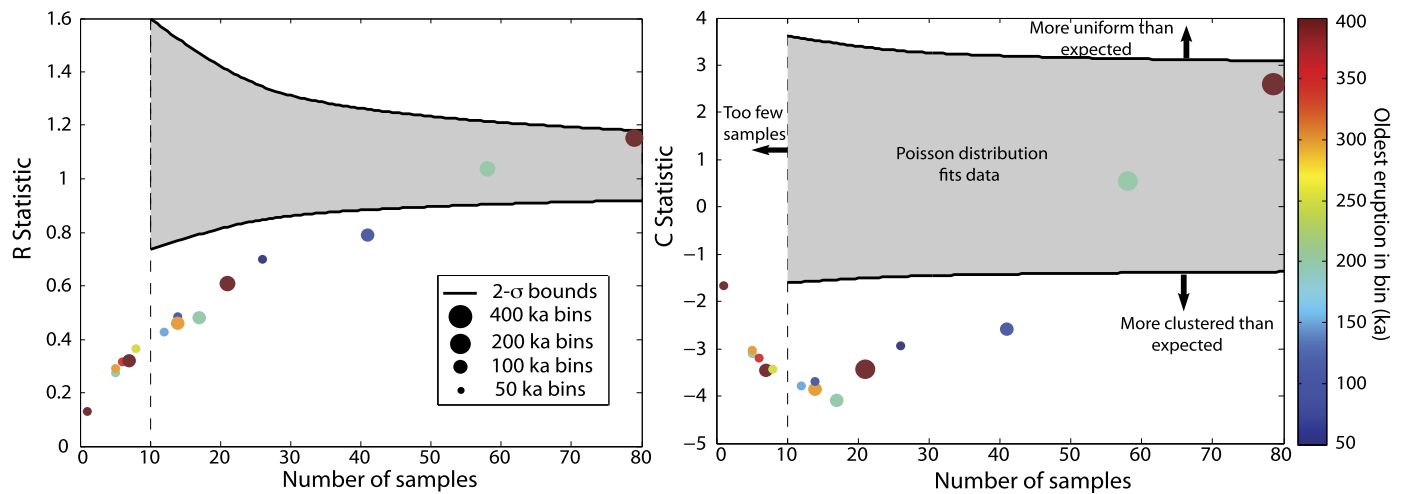 1.6
1.4
1.2
1
0.8
0.6
0.4
0.2
0
R Statistic
0
10
20
30
40
50
60
70
80
Number of samples
2-σ bounds
400 ka bins
200 ka bins
100 ka bins
50 ka bins
4
3
2
1
0
−1
−2
−3
−4
−5
C Statistic
More uniform than
expected
Too few
samples
Poisson distribution
fits data
More clustered than
expected
0
10
20
30
40
50
60
70
80
Number of samples
400
350
300
250
200
150
100
50
Oldest eruption in bin (ka)